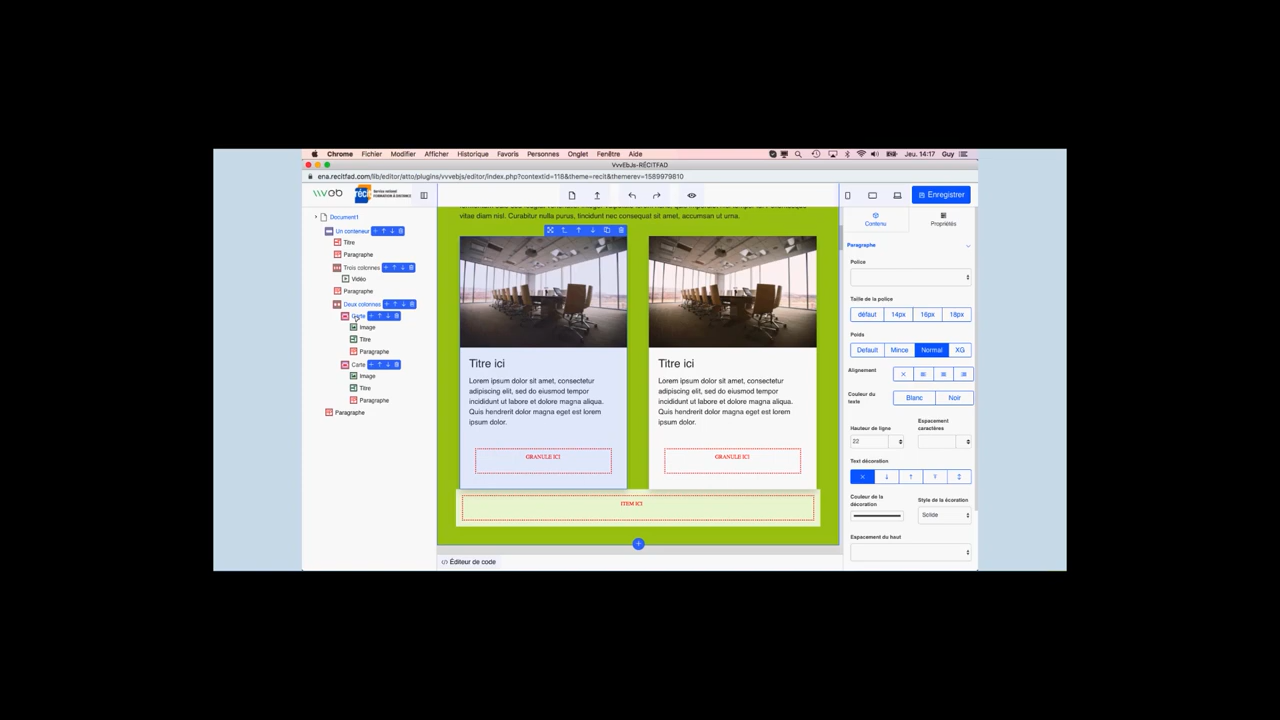 Chrome Fichier Modifier Afficher Historique Favoris Personnes Onglet Fenêtre Aide Jeu. 14:17 Guy
VvvEbJs-RÉCITFAD
ena.recitfad.com/lib/editor/atto/plugins/vvvebjs/editor/index.php?contextid=118&theme=recit&themerev=1589979810
vveb
Service national
FORMATION À DISTANCE
Enregistrer
Document1
Un conteneur
Titre
Paragraphe
Trois colonnes
Vidéo
Paragraphe
Deux colonnes
Carte
Image
Titre
Paragraphe
Carte
Image
Titre
Paragraphe
Paragraphe
vitae diam nisl. Curabitur nulla purus, tincidunt nec consequat sit amet, accumsan ut urna.
Titre ici
Lorem ipsum dolor sit amet, consectetur
adipiscing elit, sed do eiusmod tempor
incididunt ut labore et dolore magna aliqua.
Quis hendrerit dolor magna eget est lorem
ipsum dolor.
GRANULE ICI
Titre ici
Lorem ipsum dolor sit amet, consectetur
adipiscing elit, sed do eiusmod tempor
incididunt ut labore et dolore magna aliqua.
Quis hendrerit dolor magna eget est lorem
ipsum dolor.
GRANULE ICI
ITEM ICI
Éditeur de code
Contenu Propriétés
Paragraphe
Police
Taille de la police
défaut 14px 16px 18px
Poids
Default Mince Normal XG
Alignement
Couleur du
texte
Blanc Noir
Hauteur de ligne
22
Espacement
caractères
Text décoration
Couleur de la
décoration
Style de la écoration
Solide
Espacement du haut